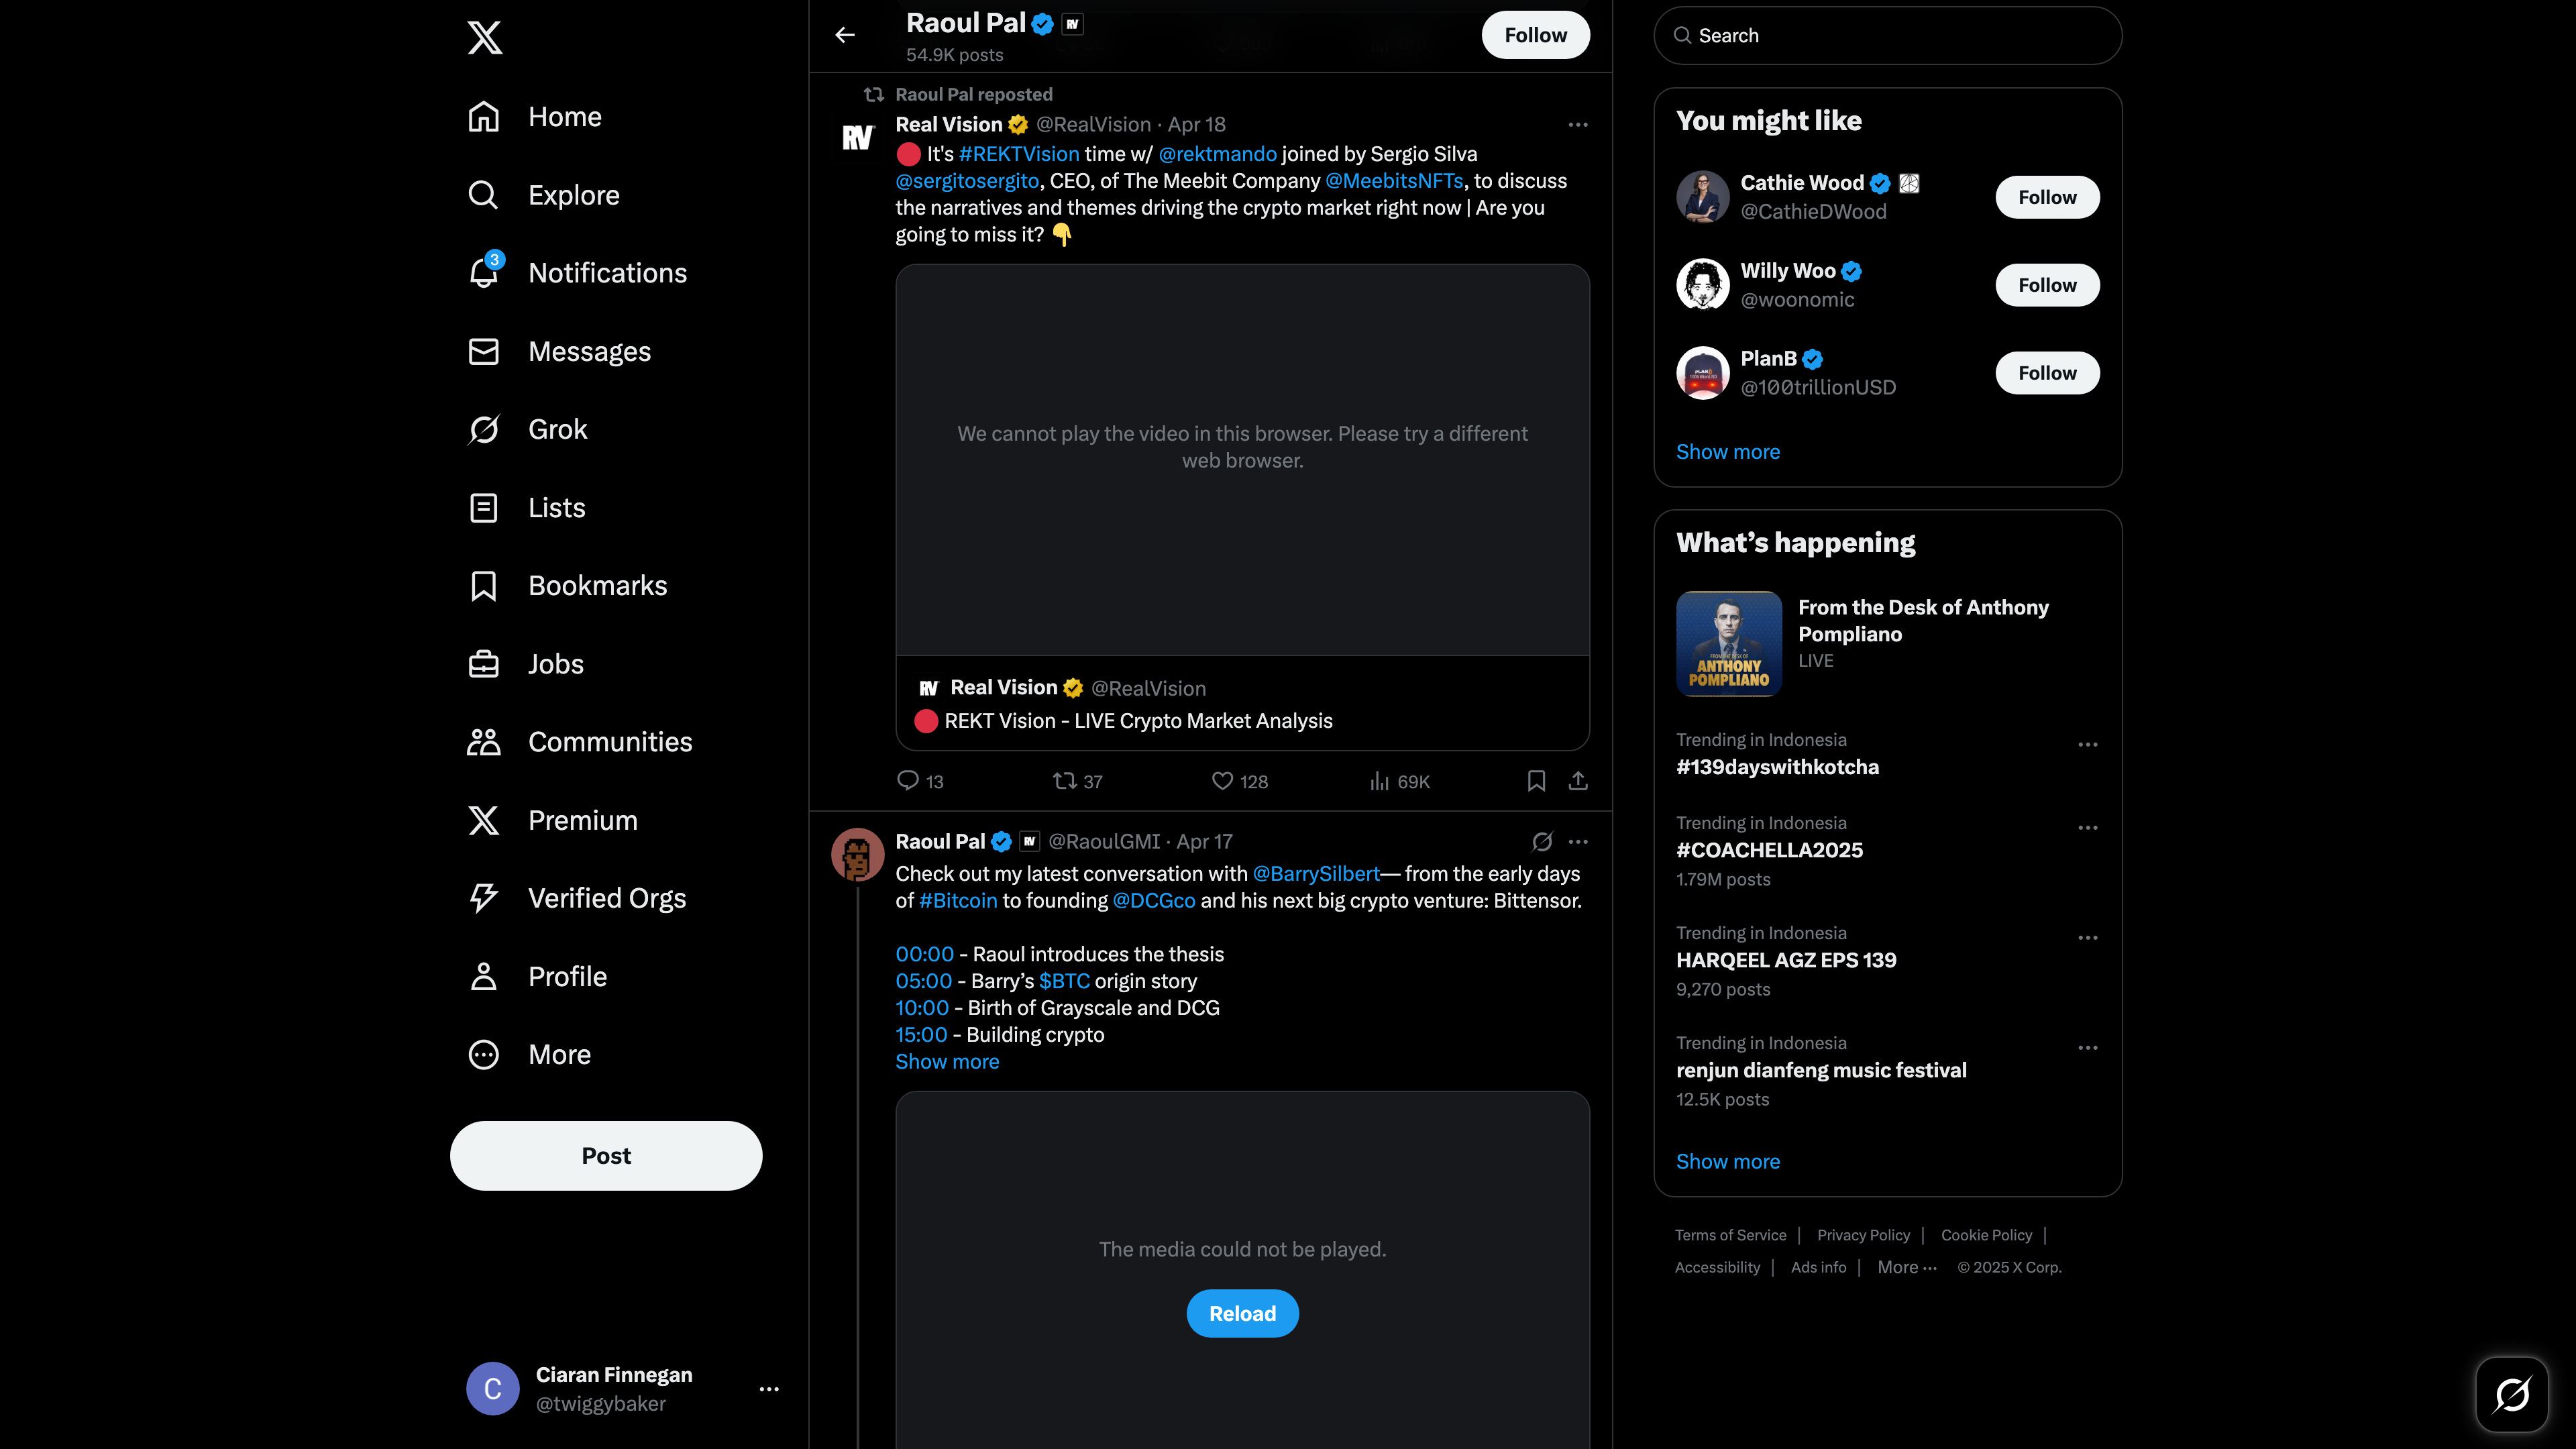 Home
Explore
3
Notifications
Messages
Grok
Lists
Bookmarks
Jobs
Communities
Premium
Verified Orgs
Profile
More
Post
C
Ciaran Finnegan
@twiggybaker
Raoul Pal RV
54.9K posts
Follow
Raoul Pal reposted
RV
Real Vision @RealVision · Apr 18
🔴 It's #REKTVision time w/ @rektmando joined by Sergio Silva
@sergitosergito, CEO, of The Meebit Company @MeebitsNFTs, to discuss
the narratives and themes driving the crypto market right now | Are you
going to miss it? 👇
We cannot play the video in this browser. Please try a different
web browser.
RV Real Vision @RealVision
🔴 REKT Vision - LIVE Crypto Market Analysis
13 37 128 69K
Raoul Pal RV @RaoulGMI · Apr 17
Check out my latest conversation with @BarrySilbert— from the early days
of #Bitcoin to founding @DCGco and his next big crypto venture: Bittensor.
00:00 - Raoul introduces the thesis
05:00 - Barry’s $BTC origin story
10:00 - Birth of Grayscale and DCG
15:00 - Building crypto
Show more
The media could not be played.
Reload
Search
You might like
Cathie Wood
@CathieDWood
Follow
Willy Woo
@woonomic
Follow
PlanB
@100trillionUSD
Follow
Show more
What’s happening
FROM THE DESK OF
ANTHONY
POMPLIANO
From the Desk of Anthony
Pompliano
LIVE
Trending in Indonesia
#139dayswithkotcha
Trending in Indonesia
#COACHELLA2025
1.79M posts
Trending in Indonesia
HARQEEL AGZ EPS 139
9,270 posts
Trending in Indonesia
renjun dianfeng music festival
12.5K posts
Show more
Terms of Service | Privacy Policy | Cookie Policy |
Accessibility | Ads info | More ··· © 2025 X Corp.